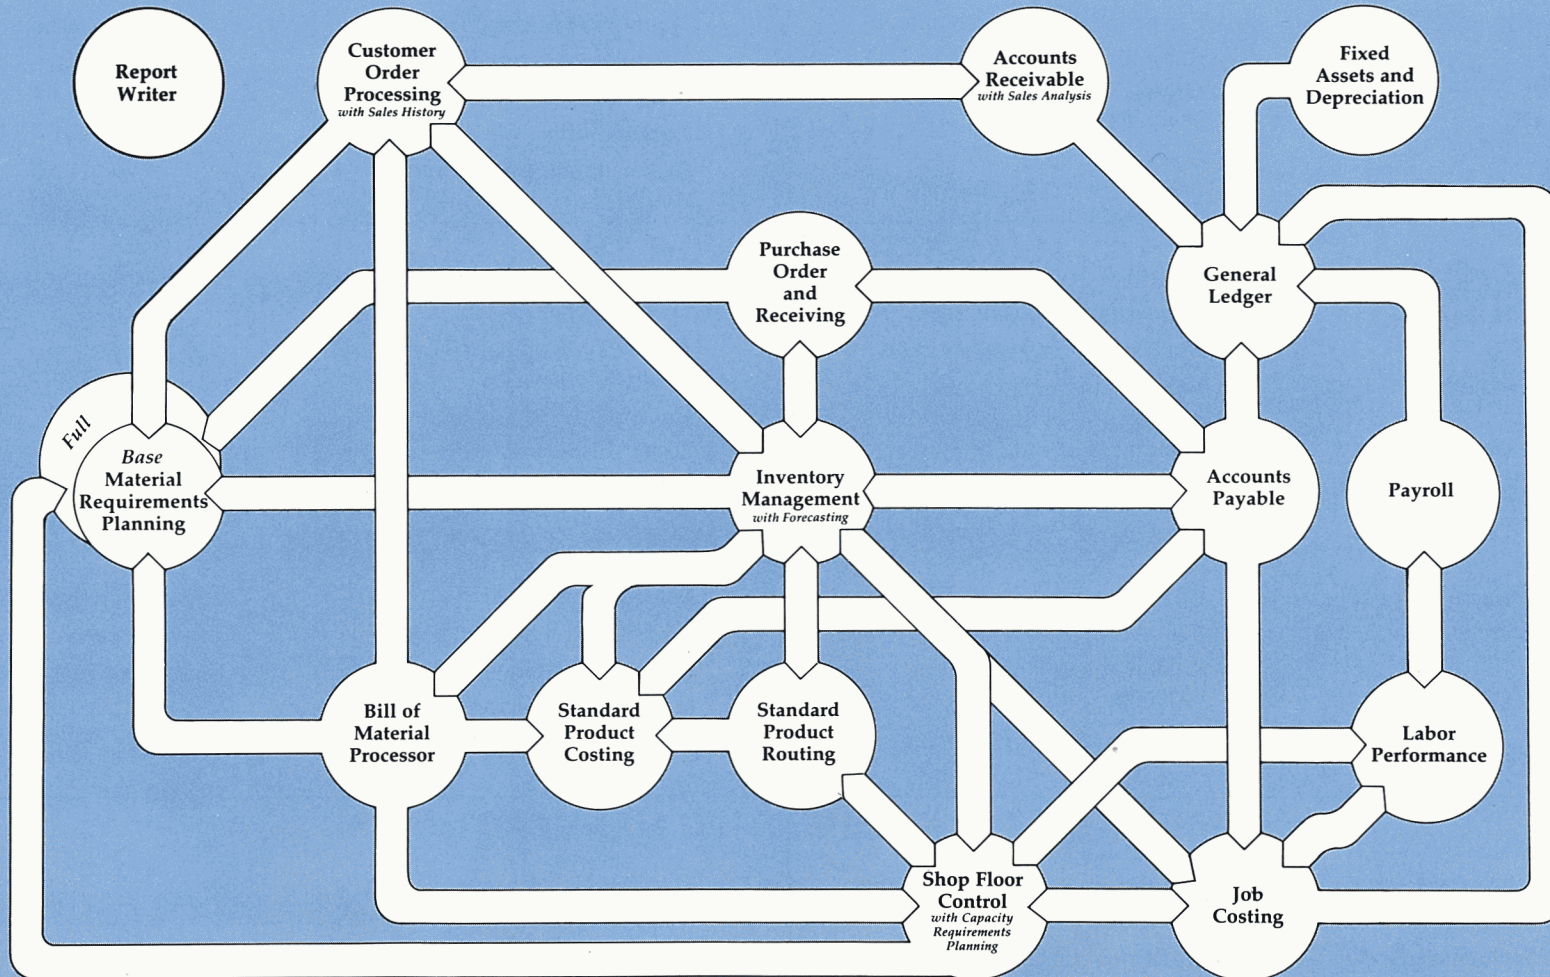 Report
Writer
Customer
Order
Processing
with Sales History
Accounts
Receivable
with Sales Analysis
Fixed
Assets and
Depreciation
Purchase
Order
and
Receiving
General
Ledger
Full
Base
Material
Requirements
Planning
Inventory
Management
with Forecasting
Accounts
Payable
Payroll
Bill of
Material
Processor
Standard
Product
Costing
Standard
Product
Routing
Labor
Performance
Shop Floor
Control
with Capacity
Requirements
Planning
Job
Costing